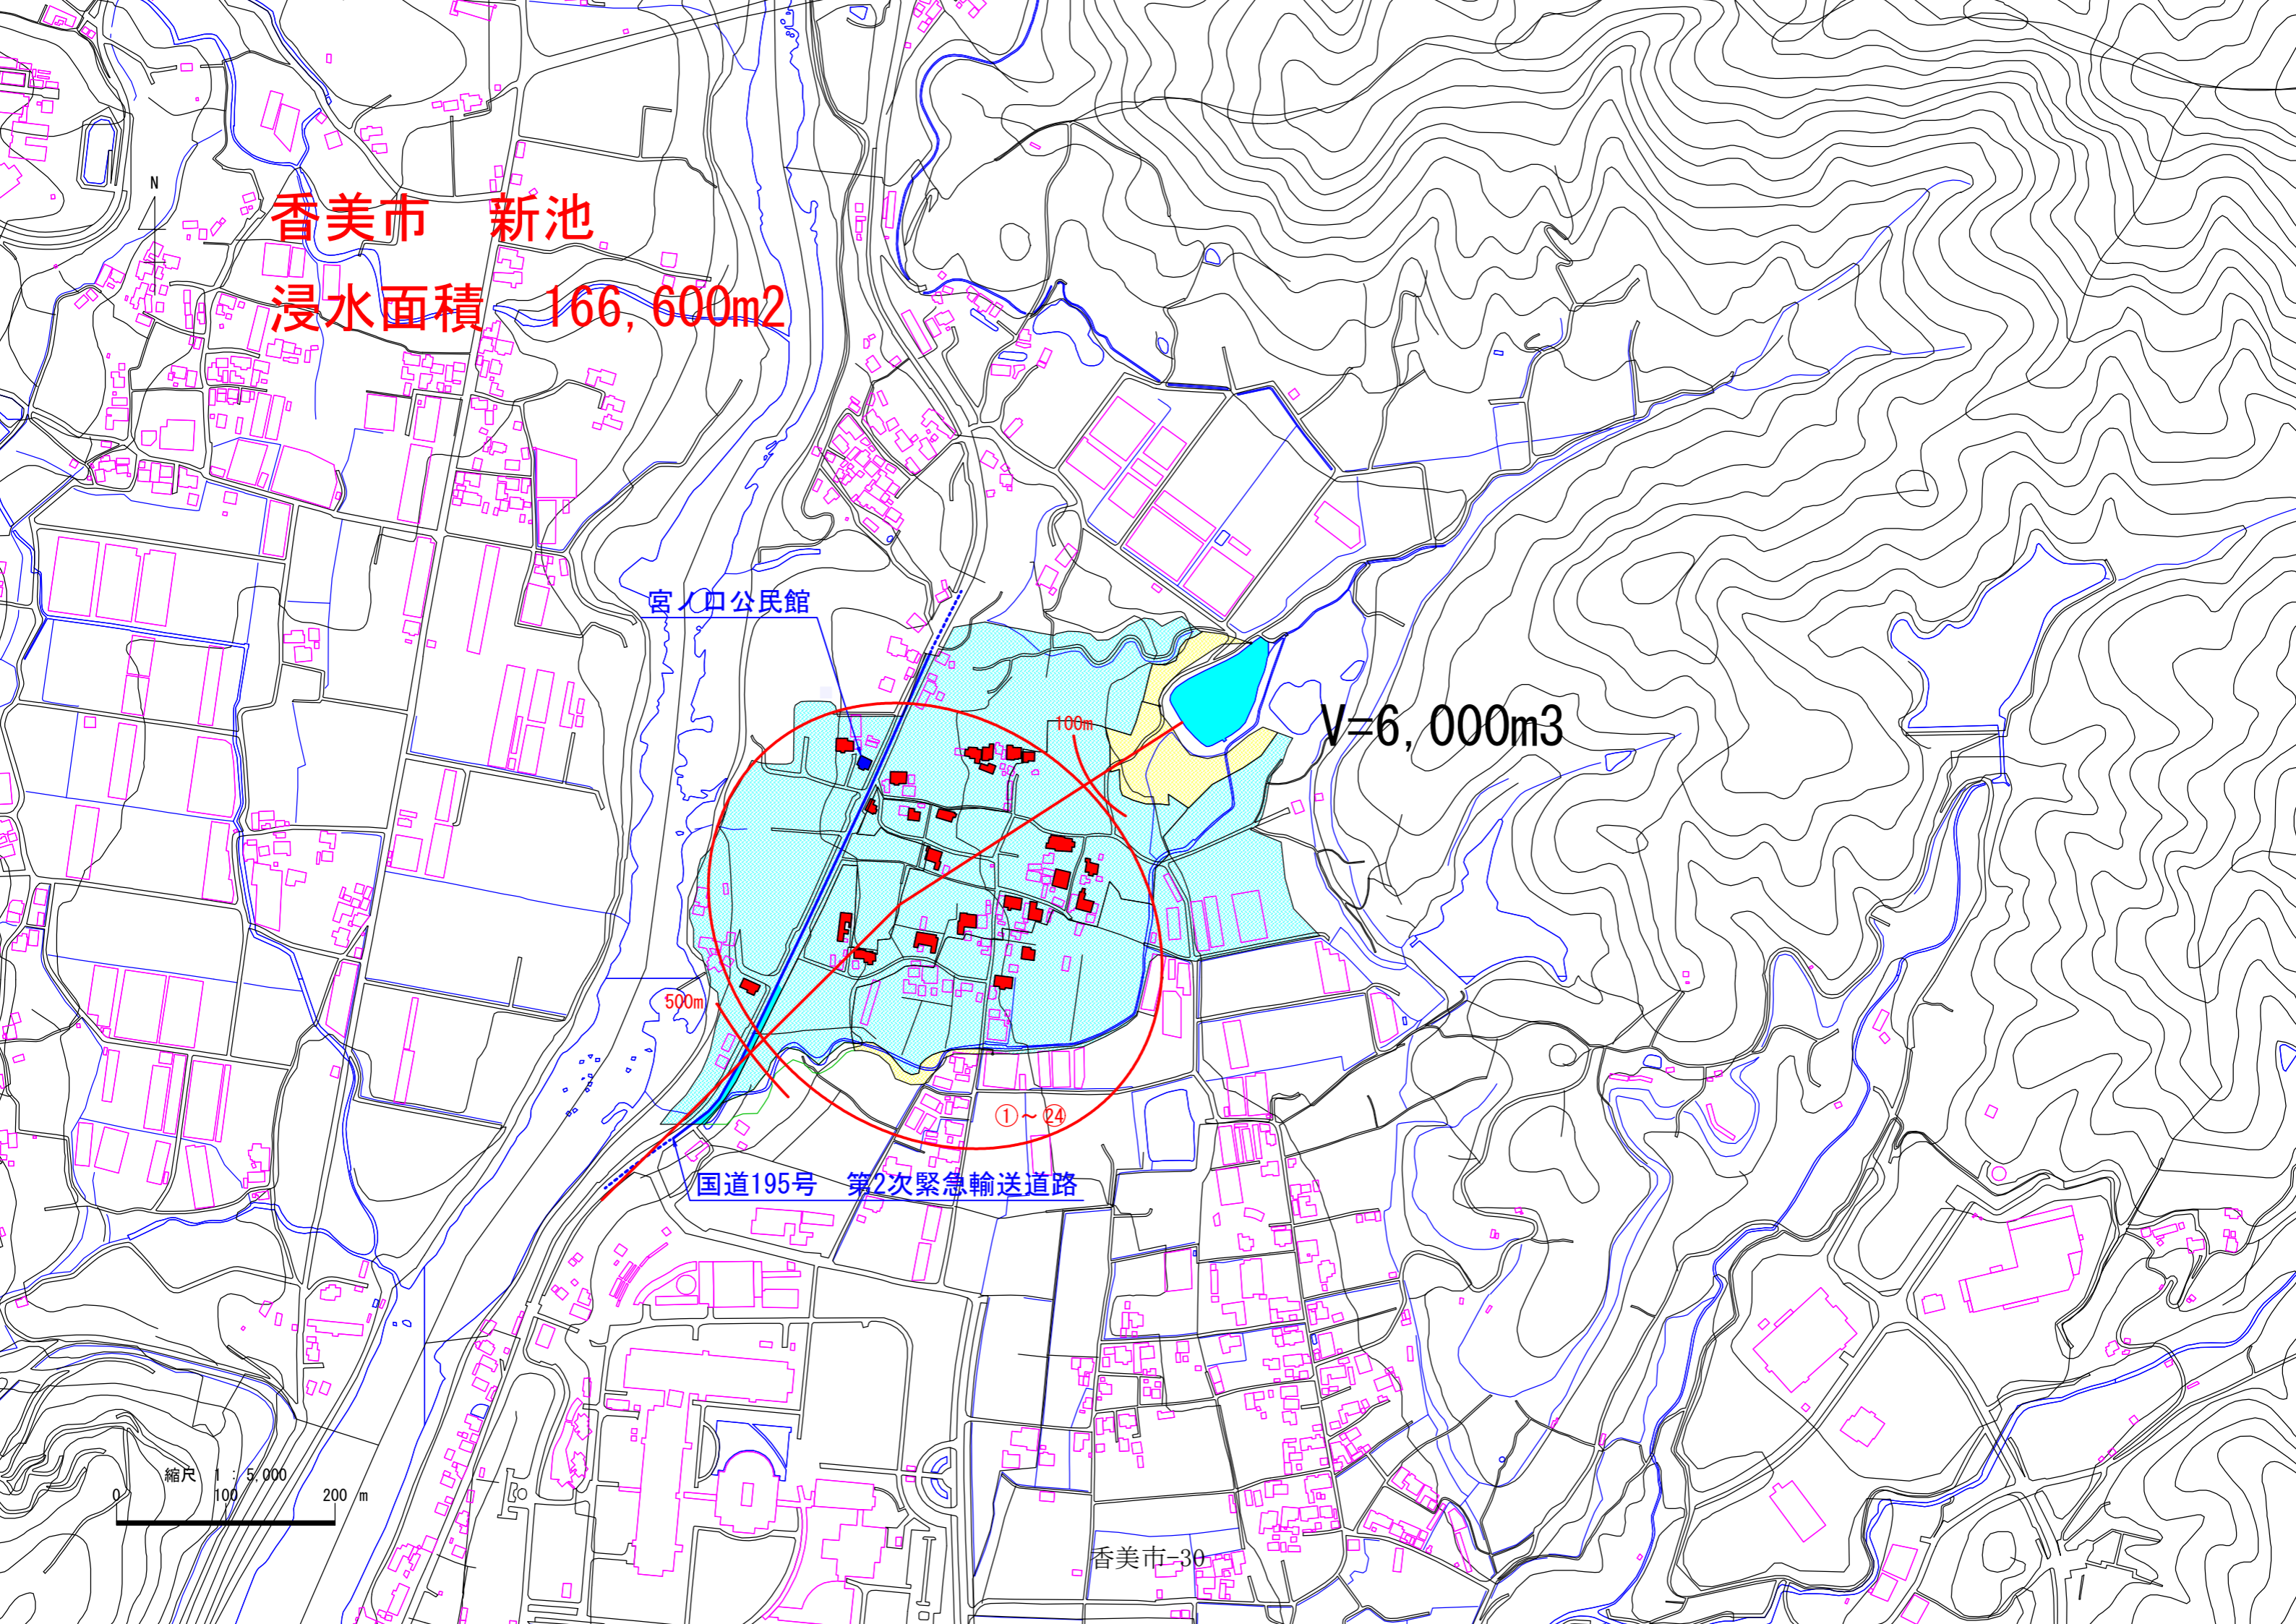 N
香美市　新池
浸水面積　166,600m2
宮ノ口公民館
V=6,000m3
100m
500m
①～㉔
国道195号　第2次緊急輸送道路
縮尺　1 : 5,000
0 100 200 m
香美市-30